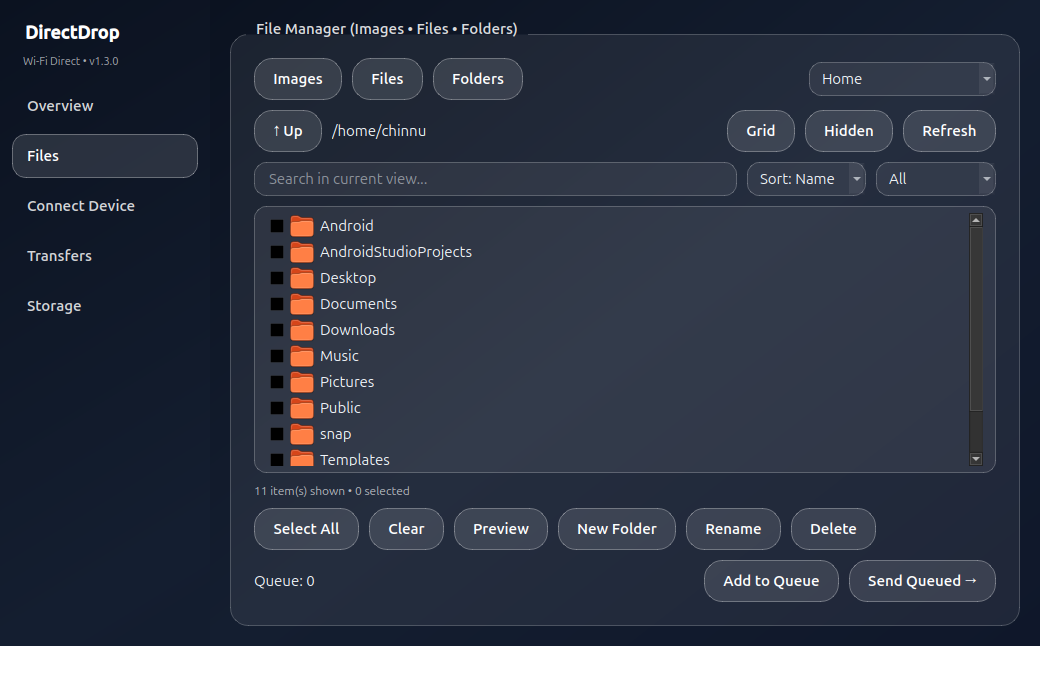 DirectDrop
Wi-Fi Direct • v1.3.0
Overview
Files
Connect Device
Transfers
Storage
File Manager (Images • Files • Folders)
Images Files Folders Home
↑ Up /home/chinnu Grid Hidden Refresh
Search in current view... Sort: Name All
Android
AndroidStudioProjects
Desktop
Documents
Downloads
Music
Pictures
Public
snap
Templates
11 item(s) shown • 0 selected
Select All Clear Preview New Folder Rename Delete
Queue: 0 Add to Queue Send Queued →